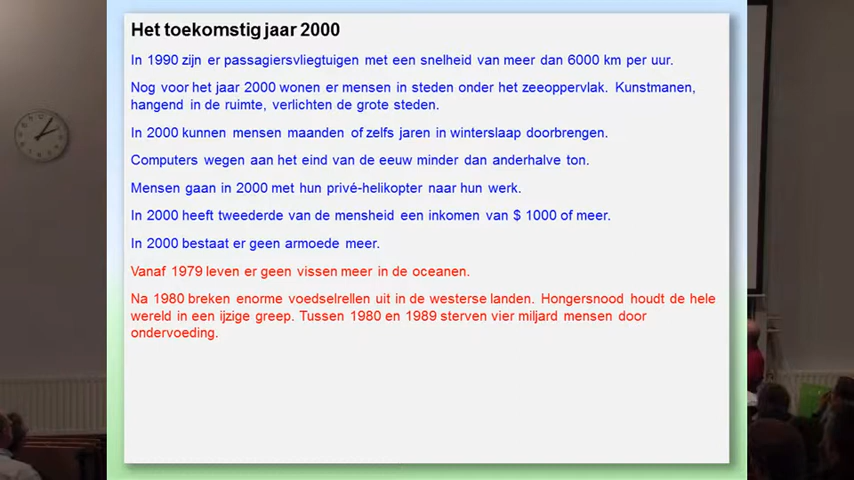 Het toekomstig jaar 2000
In 1990 zijn er passagiersvliegtuigen met een snelheid van meer dan 6000 km per uur.
Nog voor het jaar 2000 wonen er mensen in steden onder het zeeoppervlak. Kunstmanen,
hangend in de ruimte, verlichten de grote steden.
In 2000 kunnen mensen maanden of zelfs jaren in winterslaap doorbrengen.
Computers wegen aan het eind van de eeuw minder dan anderhalve ton.
Mensen gaan in 2000 met hun privé-helikopter naar hun werk.
In 2000 heeft tweederde van de mensheid een inkomen van $ 1000 of meer.
In 2000 bestaat er geen armoede meer.
Vanaf 1979 leven er geen vissen meer in de oceanen.
Na 1980 breken enorme voedselrellen uit in de westerse landen. Hongersnood houdt de hele
wereld in een ijzige greep. Tussen 1980 en 1989 sterven vier miljard mensen door
ondervoeding.